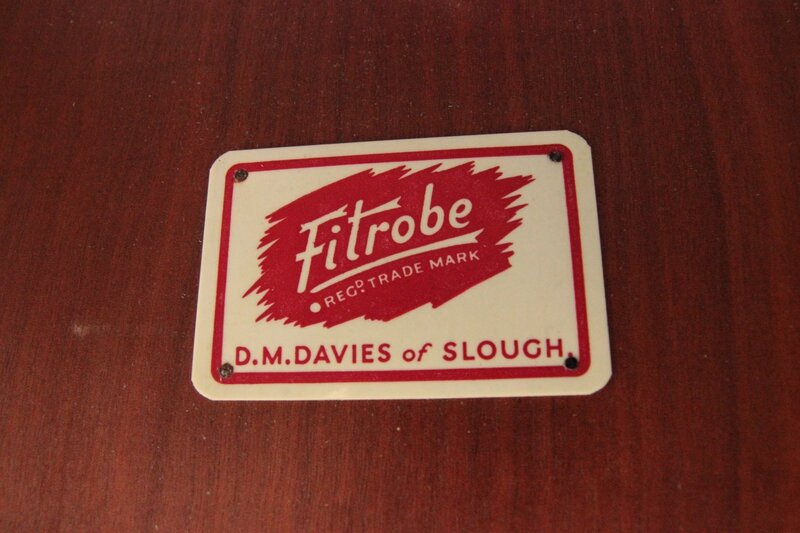 Fitrobe
REGD. TRADE MARK
D.M.DAVIES of SLOUGH.